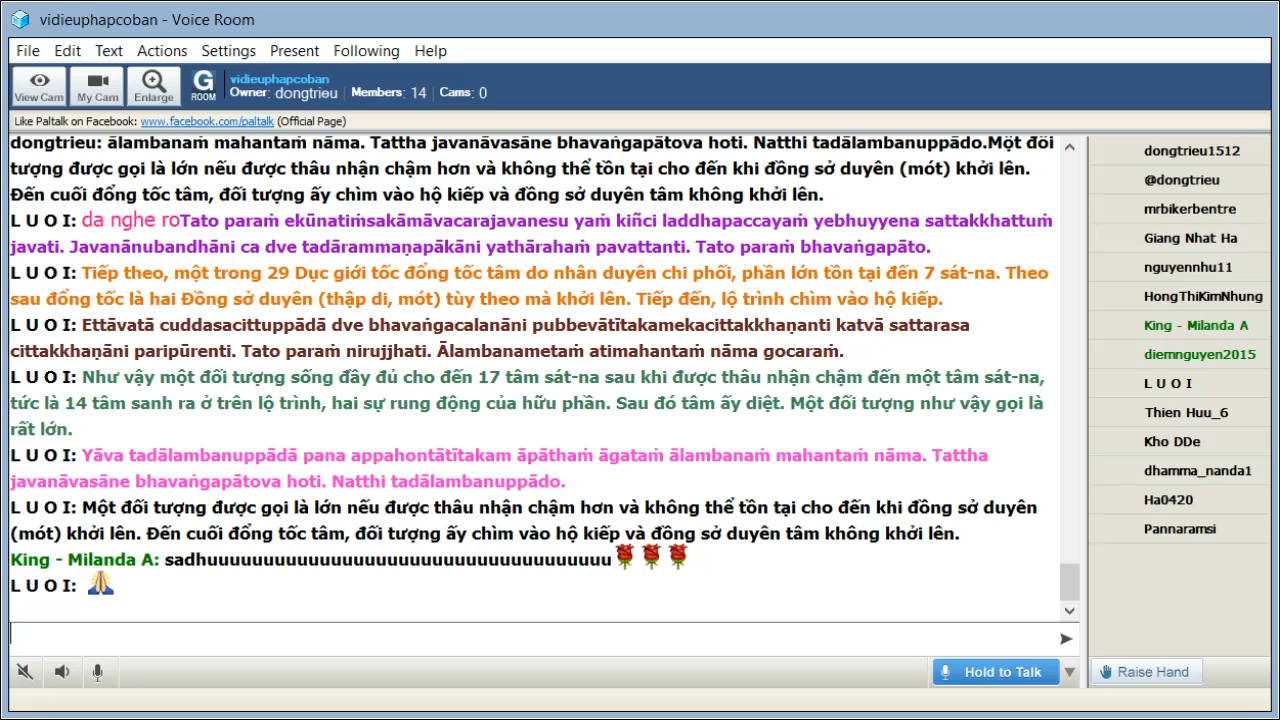 vidieuphapcoban - Voice Room
File Edit Text Actions Settings Present Following Help
View Cam My Cam Enlarge G ROOM vidieuphapcoban
Owner: dongtrieu | Members: 14 | Cams: 0
Like Paltalk on Facebook: www.facebook.com/paltalk (Official Page)
dongtrieu: ālambanaṁ mahantaṁ nāma. Tattha javanāvasāne bhavaṅgapātova hoti. Natthi tadālambanuppādo.Một đối
tượng được gọi là lớn nếu được thâu nhận chậm hơn và không thể tồn tại cho đến khi đồng sở duyên (mót) khởi lên.
Đến cuối đổng tốc tâm, đối tượng ấy chìm vào hộ kiếp và đồng sở duyên tâm không khởi lên.
L U O I: da nghe roTato paraṁ ekūnatiṁsakāmāvacarajavanesu yaṁ kiñci laddhapaccayaṁ yebhuyyena sattakkhattuṁ
javati. Javanānubandhāni ca dve tadārammaṇapākāni yathārahaṁ pavattanti. Tato paraṁ bhavaṅgapāto.
L U O I: Tiếp theo, một trong 29 Dục giới tốc đổng tốc tâm do nhân duyên chi phối, phần lớn tồn tại đến 7 sát-na. Theo
sau đổng tốc là hai Đồng sở duyên (thập di, mót) tùy theo mà khởi lên. Tiếp đến, lộ trình chìm vào hộ kiếp.
L U O I: Ettāvatā cuddasacittuppādā dve bhavaṅgacalanāni pubbevātītakamekacittakkhaṇanti katvā sattarasa
cittakkhaṇāni paripūrenti. Tato paraṁ nirujjhati. Ālambanametaṁ atimahantaṁ nāma gocaraṁ.
L U O I: Như vậy một đối tượng sống đầy đủ cho đến 17 tâm sát-na sau khi được thâu nhận chậm đến một tâm sát-na,
tức là 14 tâm sanh ra ở trên lộ trình, hai sự rung động của hữu phần. Sau đó tâm ấy diệt. Một đối tượng như vậy gọi là
rất lớn.
L U O I: Yāva tadālambanuppādā pana appahontātītakam āpāthaṁ āgataṁ ālambanaṁ mahantaṁ nāma. Tattha
javanāvasāne bhavaṅgapātova hoti. Natthi tadālambanuppādo.
L U O I: Một đối tượng được gọi là lớn nếu được thâu nhận chậm hơn và không thể tồn tại cho đến khi đồng sở duyên
(mót) khởi lên. Đến cuối đổng tốc tâm, đối tượng ấy chìm vào hộ kiếp và đồng sở duyên tâm không khởi lên.
King - Milanda A: sadhuuuuuuuuuuuuuuuuuuuuuuuuuuuuuuuuuuuu
L U O I:
dongtrieu1512
@dongtrieu
mrbikerbentre
Giang Nhat Ha
nguyennhu11
HongThiKimNhung
King - Milanda A
diemnguyen2015
L U O I
Thien Huu_6
Kho DDe
dhamma_nanda1
Ha0420
Pannaramsi
Hold to Talk Raise Hand